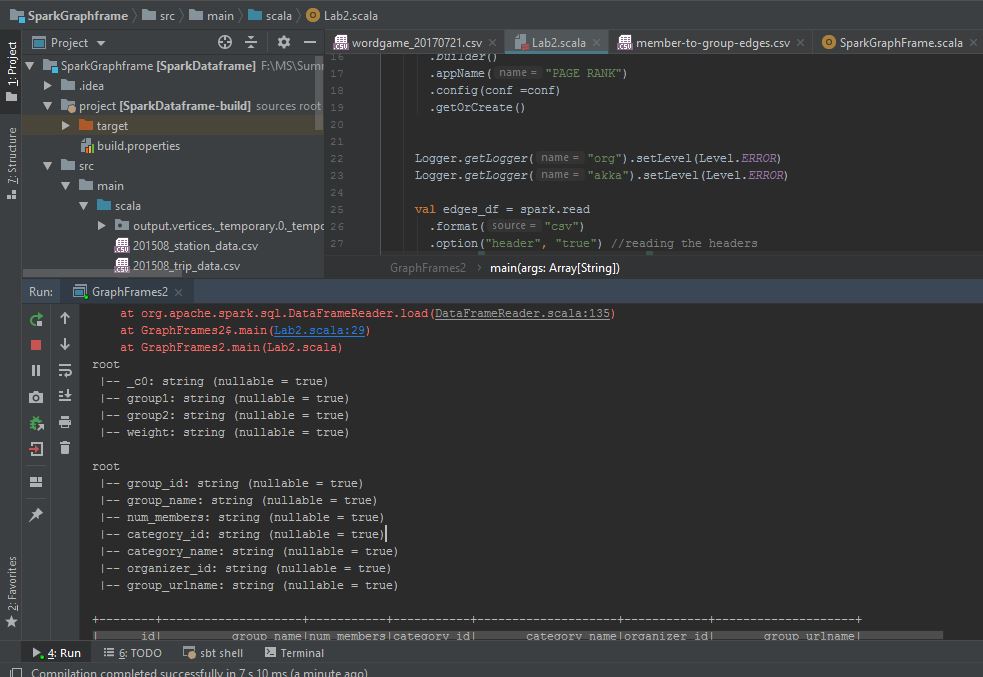 SparkGraphframe src main scala Lab2.scala
Project
wordgame_20170721.csv Lab2.scala member-to-group-edges.csv SparkGraphFrame.scala
1: Project
7: Structure
2: Favorites
SparkGraphframe [SparkDataframe] F:\MS\Sum
.idea
project [SparkDataframe-build] sources root
target
build.properties
src
main
scala
output.vertices._temporary.0._tempo
201508_station_data.csv
201508_trip_data.csv
16 .builder()
17 .appName( name = "PAGE RANK")
18 .config(conf =conf)
19 .getOrCreate()
20
21
22 Logger.getLogger( name = "org").setLevel(Level.ERROR)
23 Logger.getLogger( name = "akka").setLevel(Level.ERROR)
24
25 val edges_df = spark.read
26 .format( source = "csv")
27 .option("header", "true") //reading the headers
GraphFrames2 › main(args: Array[String])
Run: GraphFrames2
at org.apache.spark.sql.DataFrameReader.load(DataFrameReader.scala:135)
at GraphFrames2$.main(Lab2.scala:29)
at GraphFrames2.main(Lab2.scala)
root
|-- _c0: string (nullable = true)
|-- group1: string (nullable = true)
|-- group2: string (nullable = true)
|-- weight: string (nullable = true)
root
|-- group_id: string (nullable = true)
|-- group_name: string (nullable = true)
|-- num_members: string (nullable = true)
|-- category_id: string (nullable = true)
|-- category_name: string (nullable = true)
|-- organizer_id: string (nullable = true)
|-- group_urlname: string (nullable = true)
+--------+--------------------+-----------+-----------+--------------------+------------+--------------------+
| id| group_name|num_members|category_id| category_name|organizer_id| group_urlname|
4: Run 6: TODO sbt shell Terminal
Compilation completed successfully in 7 s 10 ms (a minute ago)